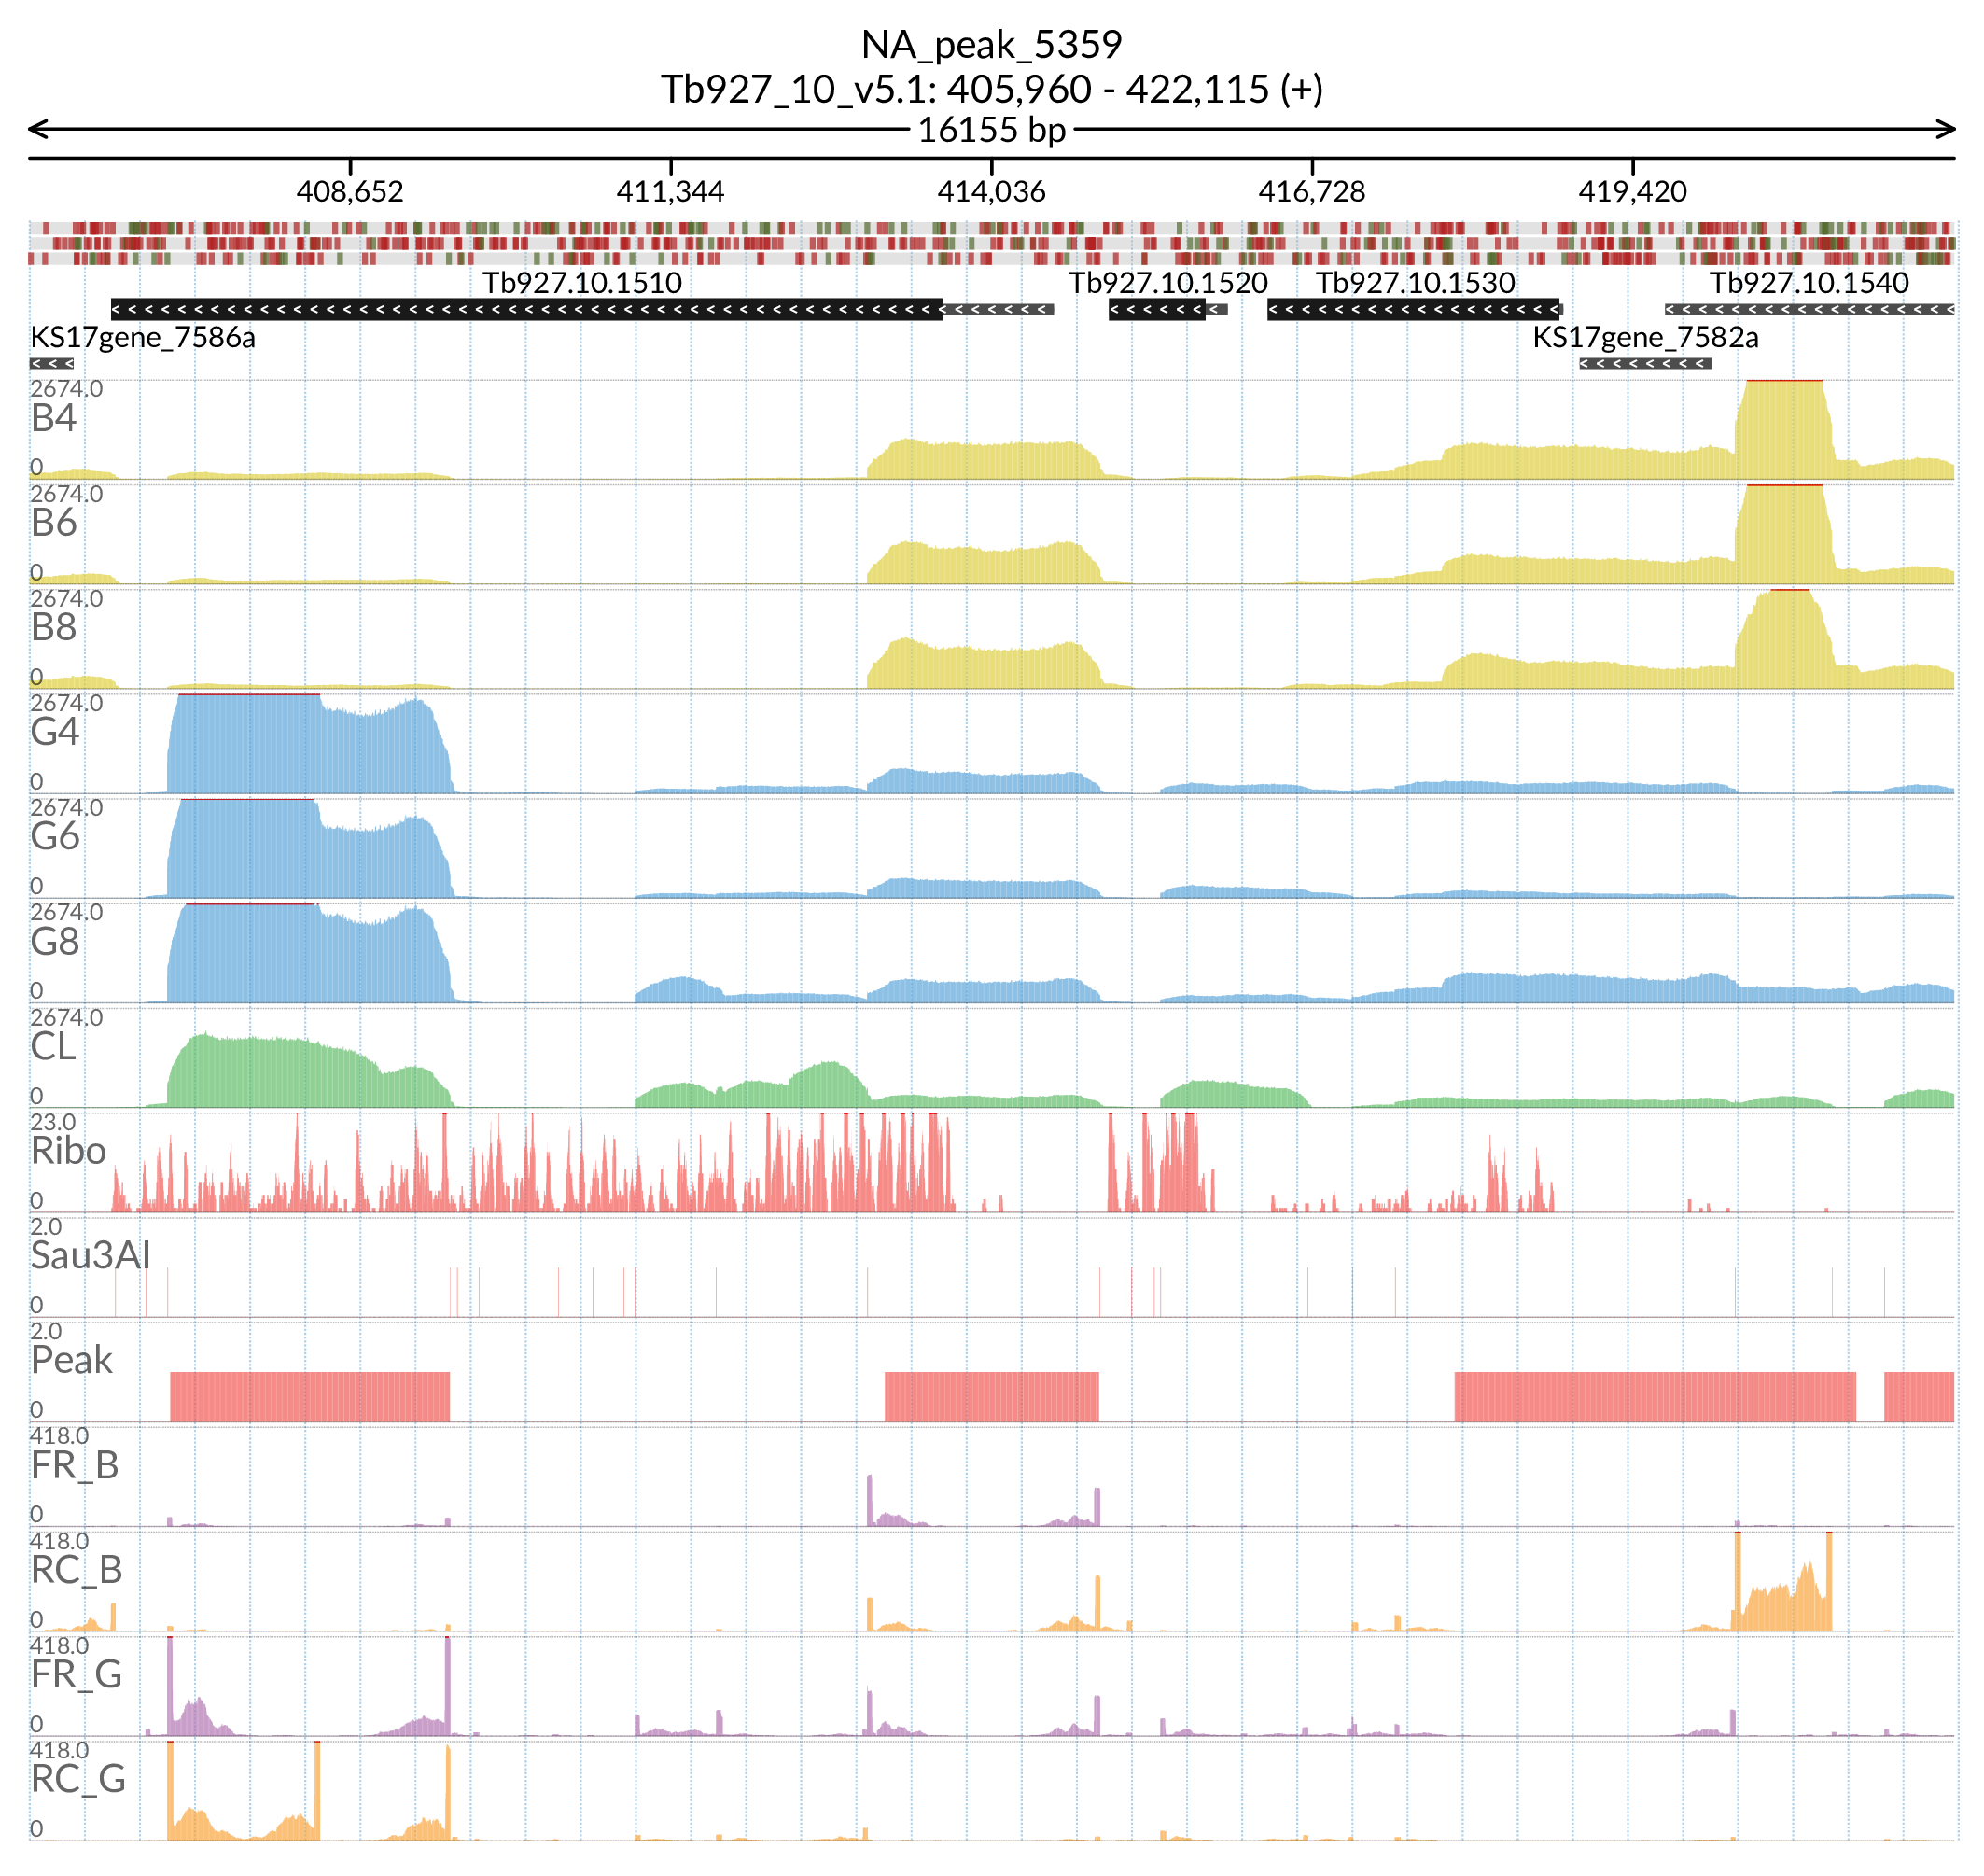 NA_peak_5359
Tb927_10_v5.1: 405,960 - 422,115 (+)
16155 bp
408,652 411,344 414,036 416,728 419,420
Tb927.10.1510 Tb927.10.1520 Tb927.10.1530 Tb927.10.1540
KS17gene_7586a KS17gene_7582a
2674.0
B4
0
2674.0
B6
0
2674.0
B8
0
2674.0
G4
0
2674.0
G6
0
2674.0
G8
0
2674.0
CL
0
23.0
Ribo
0
2.0
Sau3AI
0
2.0
Peak
0
418.0
FR_B
0
418.0
RC_B
0
418.0
FR_G
0
418.0
RC_G
0